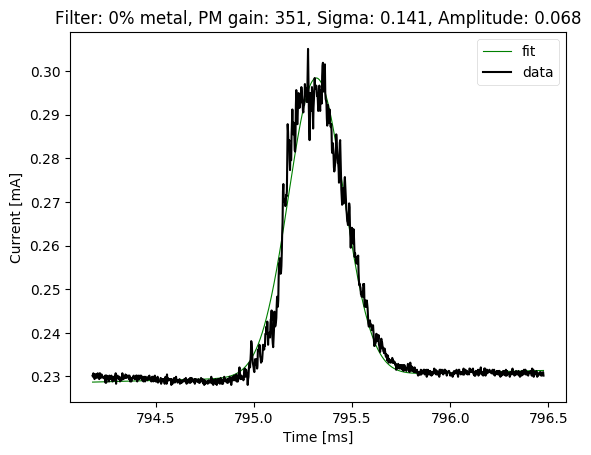 Filter: 0% metal, PM gain: 351, Sigma: 0.141, Amplitude: 0.068
fit
data
0.30
0.29
0.28
0.27
0.26
0.25
0.24
0.23
Current [mA]
794.5 795.0 795.5 796.0 796.5
Time [ms]